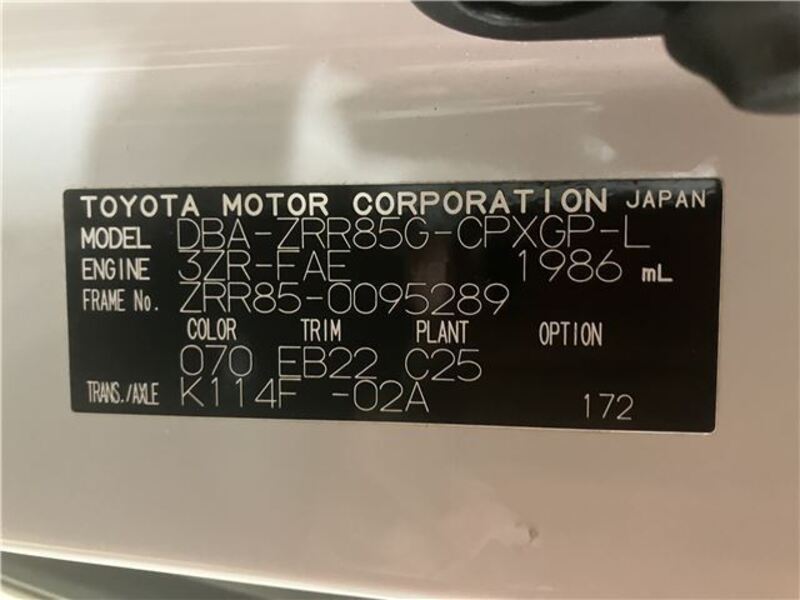 TOYOTA MOTOR CORPORATION JAPAN
MODEL DBA-ZRR85G-CPXGP-L
ENGINE 3ZR-FAE 1986 mL
FRAME No. ZRR85-0095289
COLOR TRIM PLANT OPTION
070 EB22 C25
TRANS./AXLE K114F -02A 172